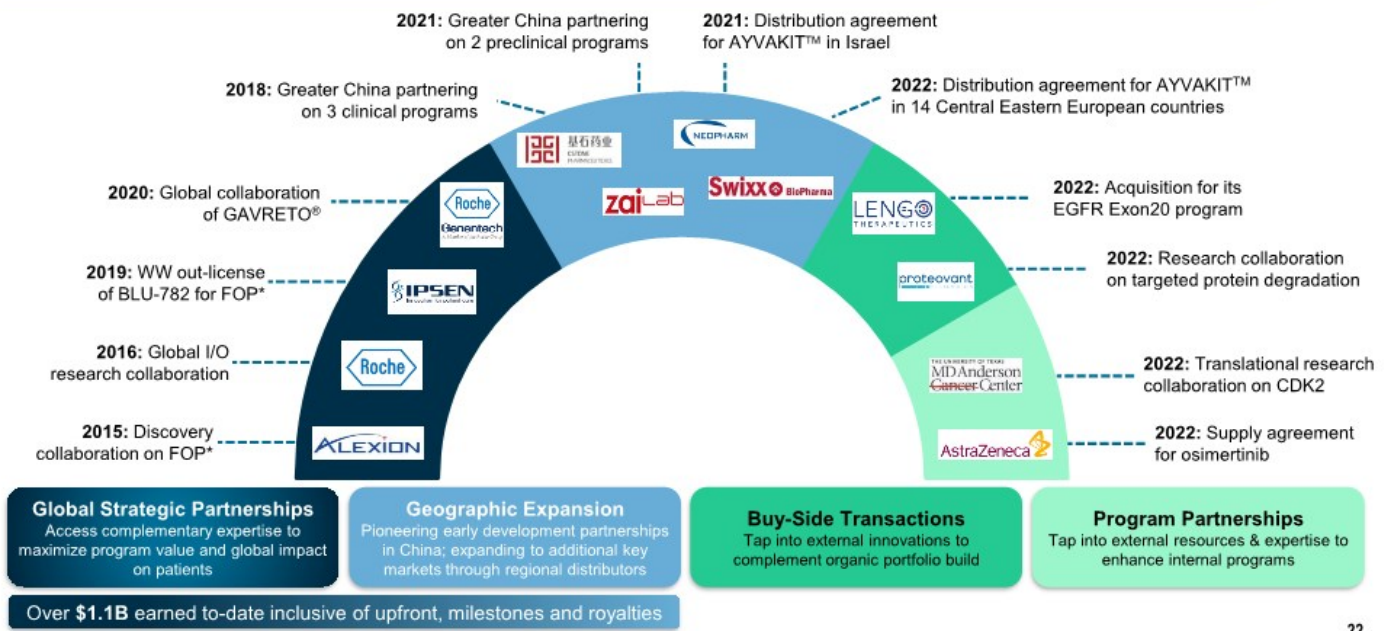 2021: Greater China partnering
on 2 preclinical programs
2021: Distribution agreement
for AYVAKIT™ in Israel
2018: Greater China partnering
on 3 clinical programs
2022: Distribution agreement for AYVAKIT™
in 14 Central Eastern European countries
基石药业
CSTONE
PHARMACEUTICALS
NEOPHARM
zaiLab
Swixx BioPharma
2020: Global collaboration
of GAVRETO®
Roche
Genentech
LENGO
THERAPEUTICS
2022: Acquisition for its
EGFR Exon20 program
2019: WW out-license
of BLU-782 for FOP*
IPSEN
proteovant
2022: Research collaboration
on targeted protein degradation
2016: Global I/O
research collaboration
Roche
THE UNIVERSITY OF TEXAS
MD Anderson
Cancer Center
2022: Translational research
collaboration on CDK2
2015: Discovery
collaboration on FOP*
ALEXION
AstraZeneca
2022: Supply agreement
for osimertinib
Global Strategic Partnerships
Access complementary expertise to
maximize program value and global impact
on patients
Geographic Expansion
Pioneering early development partnerships
in China; expanding to additional key
markets through regional distributors
Buy-Side Transactions
Tap into external innovations to
complement organic portfolio build
Program Partnerships
Tap into external resources & expertise to
enhance internal programs
Over $1.1B earned to-date inclusive of upfront, milestones and royalties
22